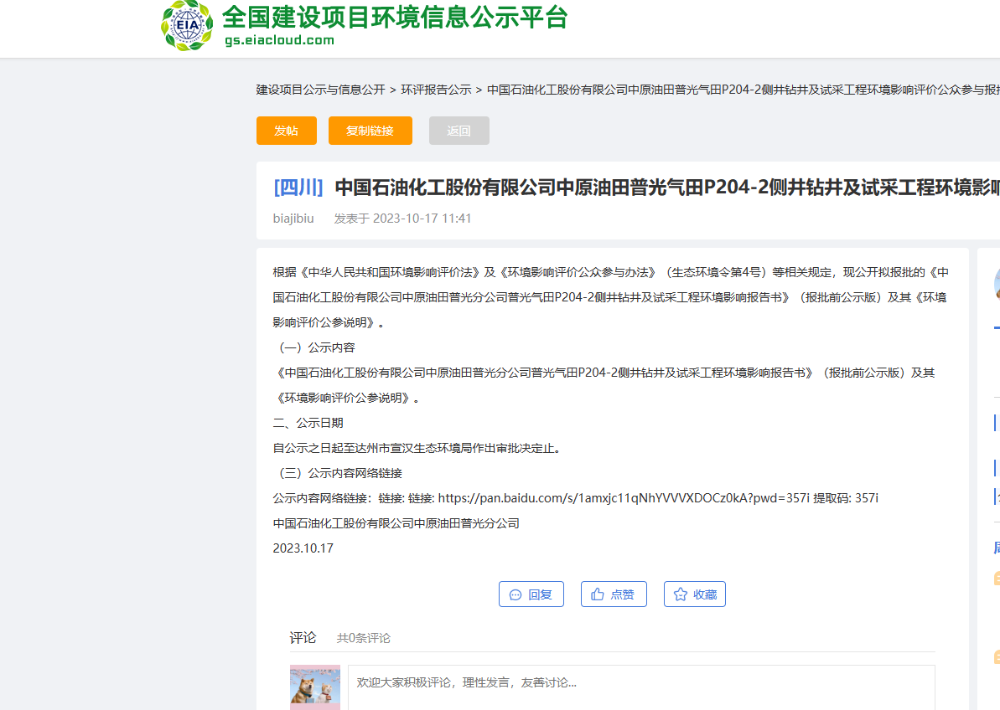 EIA
全国建设项目环境信息公示平台
gs.eiacloud.com
建设项目公示与信息公开 > 环评报告公示 > 中国石油化工股份有限公司中原油田普光气田P204-2侧井钻井及试采工程环境影响评价公众参与报
发帖 复制链接 返回
[四川] 中国石油化工股份有限公司中原油田普光气田P204-2侧井钻井及试采工程环境影
biajibiu 发表于 2023-10-17 11:41
根据《中华人民共和国环境影响评价法》及《环境影响评价公众参与办法》（生态环境令第4号）等相关规定，现公开拟报批的《中
国石油化工股份有限公司中原油田普光分公司普光气田P204-2侧井钻井及试采工程环境影响报告书》（报批前公示版）及其《环境
影响评价公参说明》。
（一）公示内容
《中国石油化工股份有限公司中原油田普光分公司普光气田P204-2侧井钻井及试采工程环境影响报告书》（报批前公示版）及其
《环境影响评价公参说明》。
二、公示日期
自公示之日起至达州市宣汉生态环境局作出审批决定止。
（三）公示内容网络链接
公示内容网络链接：链接: 链接: https://pan.baidu.com/s/1amxjc11qNhYVVVXDOCz0kA?pwd=357i 提取码: 357i
中国石油化工股份有限公司中原油田普光分公司
2023.10.17
回复 点赞 收藏
评论 共0条评论
欢迎大家积极评论，理性发言，友善讨论...